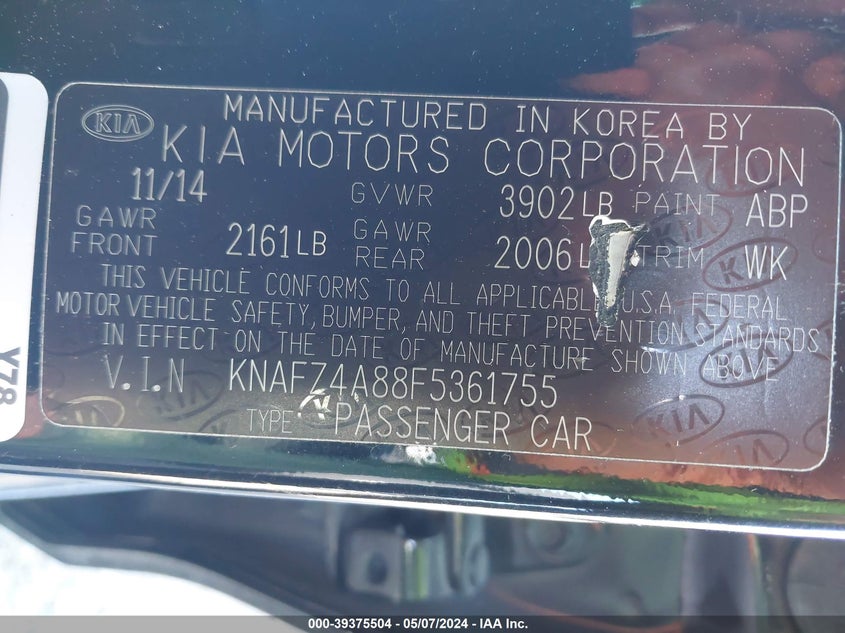 KIA
MANUFACTURED IN KOREA BY
KIA MOTORS CORPORATION
11/14 GVWR 3902LB PAINT ABP
GAWR FRONT 2161LB GAWR REAR 2006L TRIM WK
THIS VEHICLE CONFORMS TO ALL APPLICABLE U.S.A. FEDERAL
MOTOR VEHICLE SAFETY, BUMPER, AND THEFT PREVENTION STANDARDS
IN EFFECT ON THE DATE OF MANUFACTURE SHOWN ABOVE
V.I.N KNAFZ4A88F5361755
TYPE: PASSENGER CAR
Y78
000-39375504 - 05/07/2024 - IAA Inc.